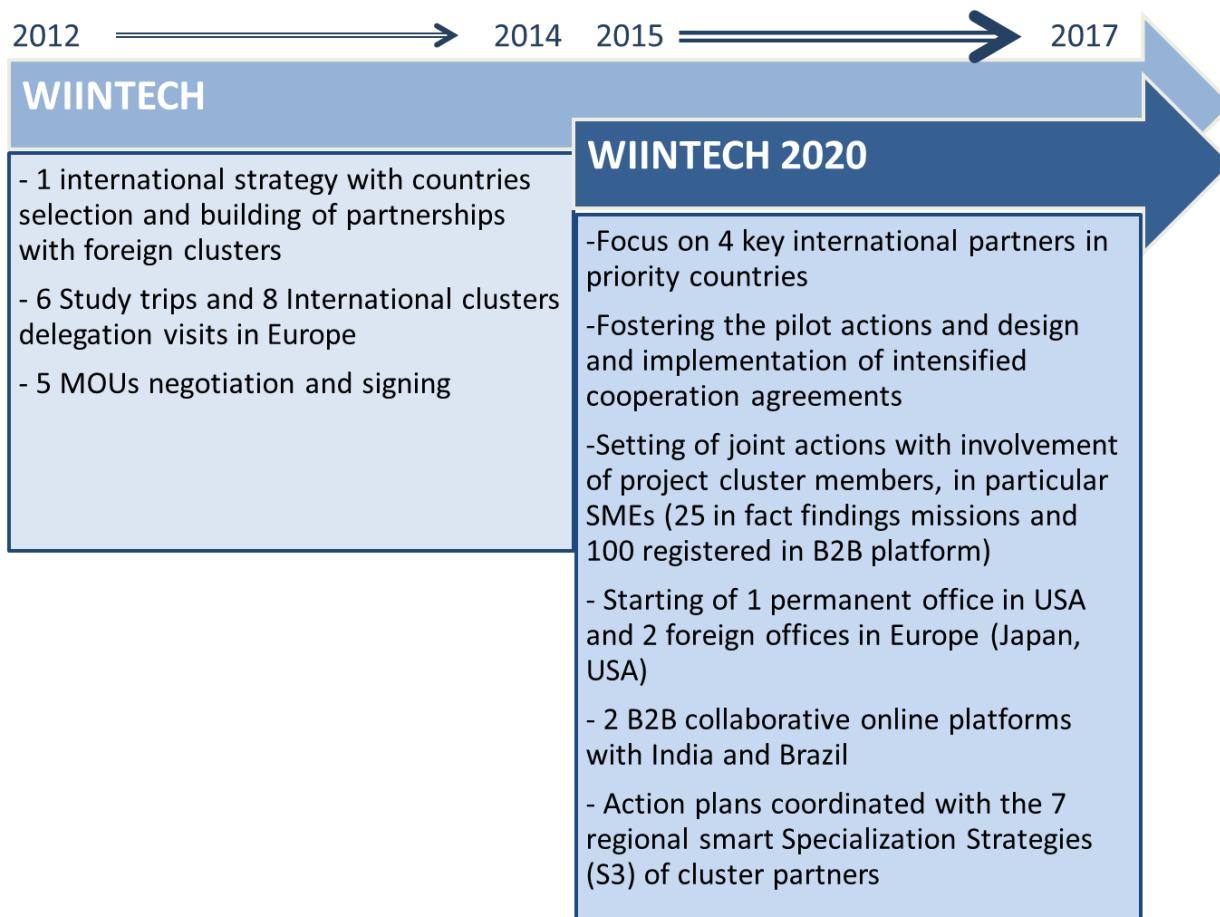 2012 2014 2015 2017
WIINTECH
- 1 international strategy with countries
selection and building of partnerships
with foreign clusters
- 6 Study trips and 8 International clusters
delegation visits in Europe
- 5 MOUs negotiation and signing
WIINTECH 2020
-Focus on 4 key international partners in
priority countries
-Fostering the pilot actions and design
and implementation of intensified
cooperation agreements
-Setting of joint actions with involvement
of project cluster members, in particular
SMEs (25 in fact findings missions and
100 registered in B2B platform)
- Starting of 1 permanent office in USA
and 2 foreign offices in Europe (Japan,
USA)
- 2 B2B collaborative online platforms
with India and Brazil
- Action plans coordinated with the 7
regional smart Specialization Strategies
(S3) of cluster partners